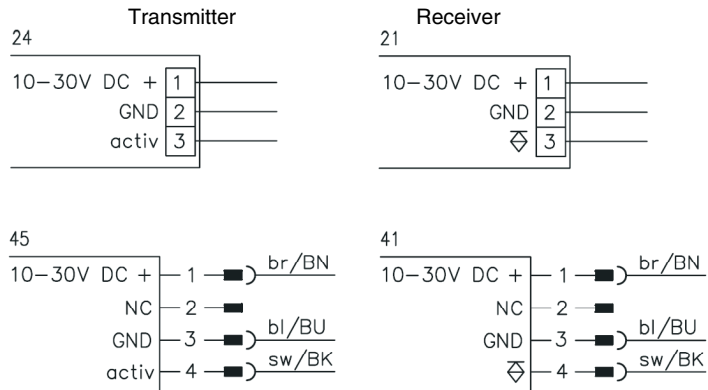 Transmitter
24
10-30V DC + 1
GND 2
activ 3
Receiver
21
10-30V DC + 1
GND 2
3
45
10-30V DC + 1 br/BN
NC 2
GND 3 bl/BU
activ 4 sw/BK
41
10-30V DC + 1 br/BN
NC 2
GND 3 bl/BU
4 sw/BK